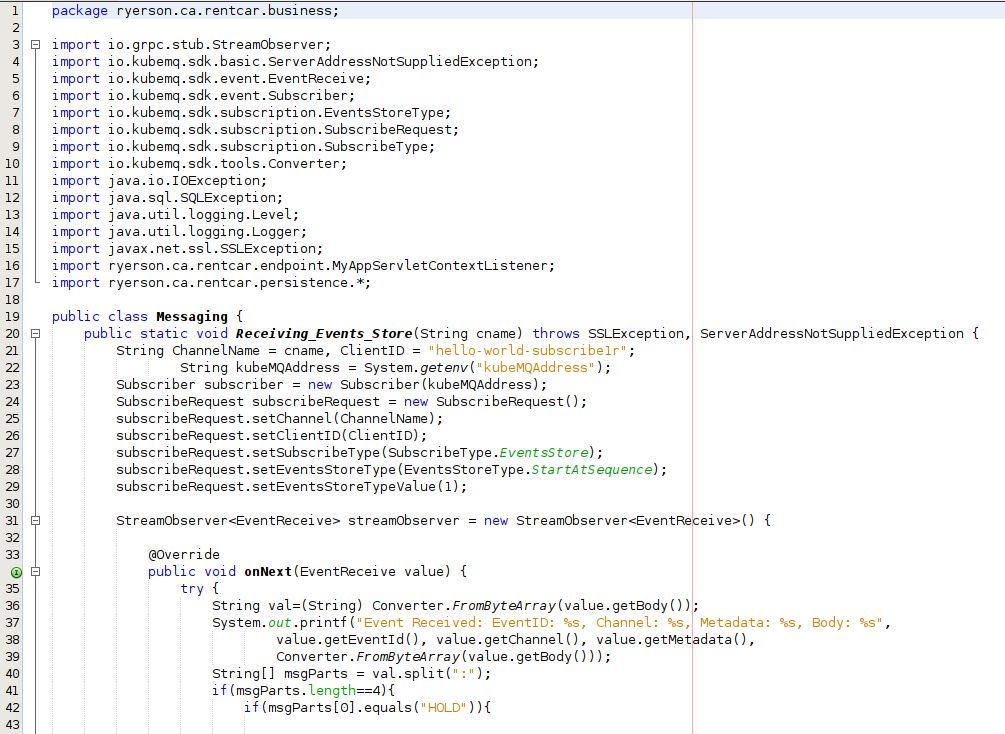 1 package ryerson.ca.rentcar.business;
2
3 import io.grpc.stub.StreamObserver;
4 import io.kubemq.sdk.basic.ServerAddressNotSuppliedException;
5 import io.kubemq.sdk.event.EventReceive;
6 import io.kubemq.sdk.event.Subscriber;
7 import io.kubemq.sdk.subscription.EventsStoreType;
8 import io.kubemq.sdk.subscription.SubscribeRequest;
9 import io.kubemq.sdk.subscription.SubscribeType;
10 import io.kubemq.sdk.tools.Converter;
11 import java.io.IOException;
12 import java.sql.SQLException;
13 import java.util.logging.Level;
14 import java.util.logging.Logger;
15 import javax.net.ssl.SSLException;
16 import ryerson.ca.rentcar.endpoint.MyAppServletContextListener;
17 import ryerson.ca.rentcar.persistence.*;
18
19 public class Messaging {
20     public static void Receiving_Events_Store(String cname) throws SSLException, ServerAddressNotSuppliedException {
21         String ChannelName = cname, ClientID = "hello-world-subscribe1r";
22                 String kubeMQAddress = System.getenv("kubeMQAddress");
23         Subscriber subscriber = new Subscriber(kubeMQAddress);
24         SubscribeRequest subscribeRequest = new SubscribeRequest();
25         subscribeRequest.setChannel(ChannelName);
26         subscribeRequest.setClientID(ClientID);
27         subscribeRequest.setSubscribeType(SubscribeType.EventsStore);
28         subscribeRequest.setEventsStoreType(EventsStoreType.StartAtSequence);
29         subscribeRequest.setEventsStoreTypeValue(1);
30
31         StreamObserver<EventReceive> streamObserver = new StreamObserver<EventReceive>() {
32
33             @Override
            public void onNext(EventReceive value) {
35                 try {
36                     String val=(String) Converter.FromByteArray(value.getBody());
37                     System.out.printf("Event Received: EventID: %s, Channel: %s, Metadata: %s, Body: %s",
38                             value.getEventId(), value.getChannel(), value.getMetadata(),
39                             Converter.FromByteArray(value.getBody()));
40                     String[] msgParts = val.split(":");
41                     if(msgParts.length==4){
42                         if(msgParts[0].equals("HOLD")){
43